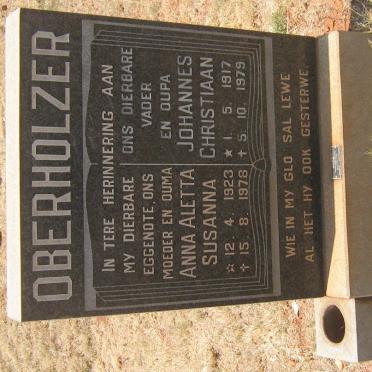 OBERHOLZER
IN TERE HERINNERING AAN
MY DIERBARE
EGGENOTE ONS
MOEDER EN OUMA
ANNA ALETTA
SUSANNA
☆ 12. 4. 1923
✝ 15. 8. 1978
ONS DIERBARE
VADER
EN OUPA
JOHANNES
CHRISTIAAN
★ 1. 5. 1917
✝ 5. 10. 1979
WIE IN MY GLO SAL LEWE
AL HET HY OOK GESTERWE.